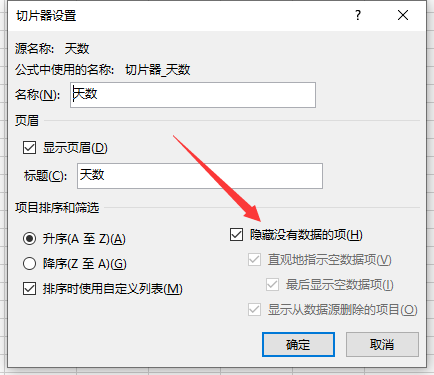 切片器设置
?
源名称: 天数
公式中使用的名称: 切片器_天数
名称(N): 天数
页眉
显示页眉(D)
标题(C): 天数
项目排序和筛选
升序(A 至 Z)(A)
降序(Z 至 A)(G)
排序时使用自定义列表(M)
隐藏没有数据的项(H)
直观地指示空数据项(V)
最后显示空数据项(I)
显示从数据源删除的项目(O)
确定
取消